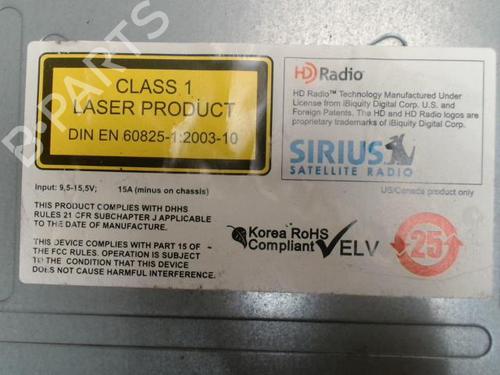 CLASS 1
LASER PRODUCT
DIN EN 60825-1:2003-10
HD Radio™
HD Radio™ Technology Manufactured Under
License from iBiquity Digital Corp. U.S. and
Foreign Patents. The HD and HD Radio logos are
proprietary trademarks of iBiquity Digital Corp.
SIRIUS
SATELLITE RADIO
US/Canada product only
Input: 9,5-15,5V; 15A (minus on chassis)
THIS PRODUCT COMPLIES WITH DHHS
RULES 21 CFR SUBCHAPTER J APPLICABLE
TO THE DATE OF MANUFACTURE.
THIS DEVICE COMPLIES WITH PART 15 OF
THE FCC RULES. OPERATION IS SUBJECT
TO THE CONDITION THAT THIS DEVICE
DOES NOT CAUSE HARMFUL INTERFERENCE.
Korea RoHS
Compliant
ELV
25
B-PARTS